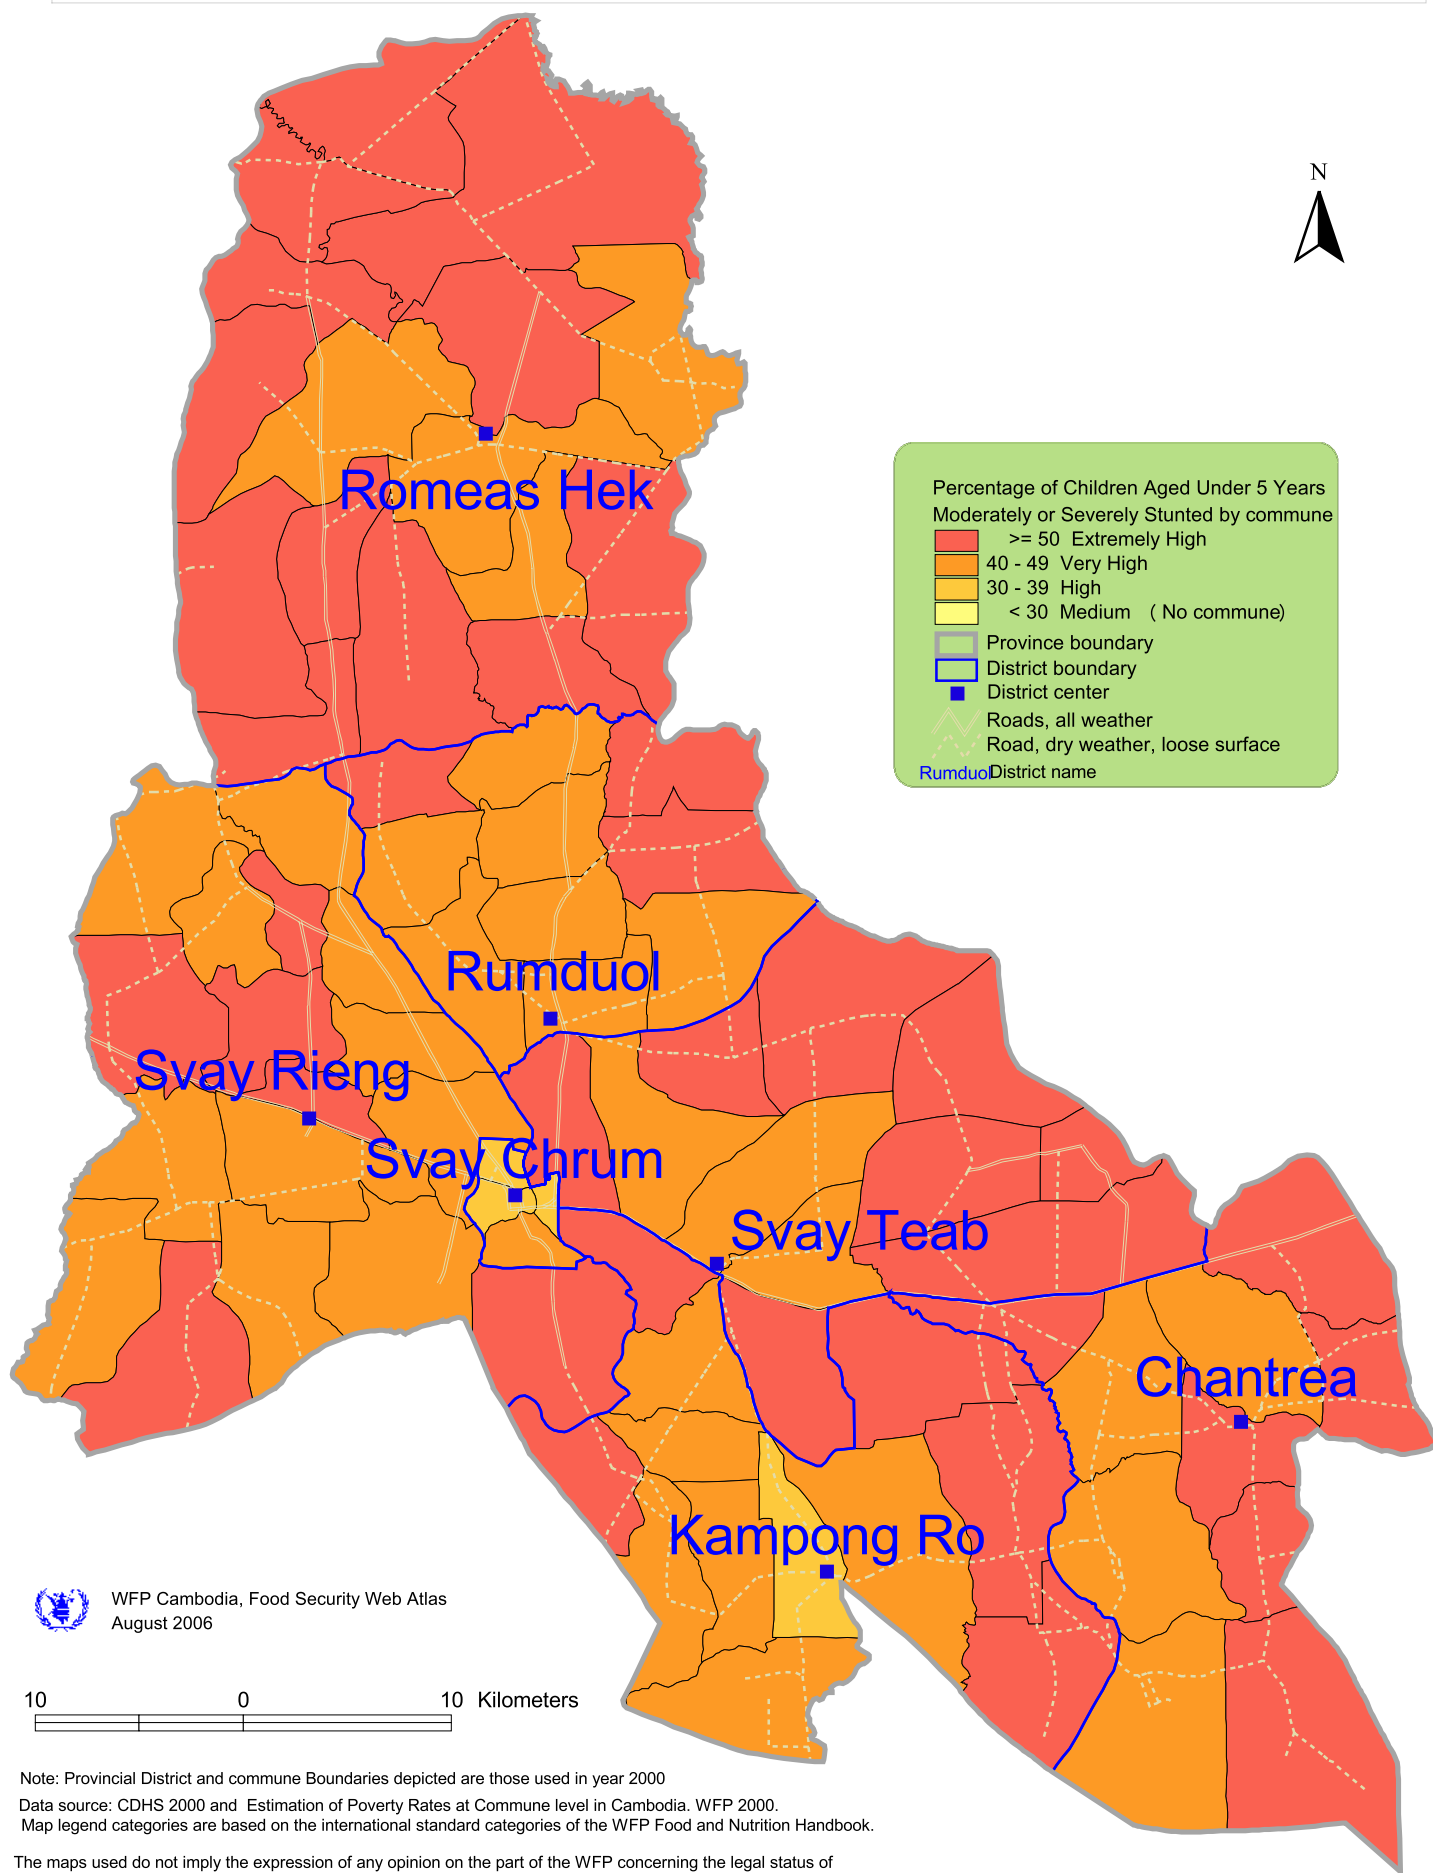 N
Romeas Hek
Percentage of Children Aged Under 5 Years
Moderately or Severely Stunted by commune
>= 50 Extremely High
40 - 49 Very High
30 - 39 High
< 30 Medium ( No commune)
Province boundary
District boundary
District center
Roads, all weather
Road, dry weather, loose surface
Rumduol District name
Rumduol
Svay Rieng
Svay Chrum
Svay Teab
Chantrea
Kampong Ro
WFP Cambodia, Food Security Web Atlas
August 2006
10 0 10 Kilometers
Note: Provincial District and commune Boundaries depicted are those used in year 2000
Data source: CDHS 2000 and Estimation of Poverty Rates at Commune level in Cambodia. WFP 2000.
Map legend categories are based on the international standard categories of the WFP Food and Nutrition Handbook.
The maps used do not imply the expression of any opinion on the part of the WFP concerning the legal status of